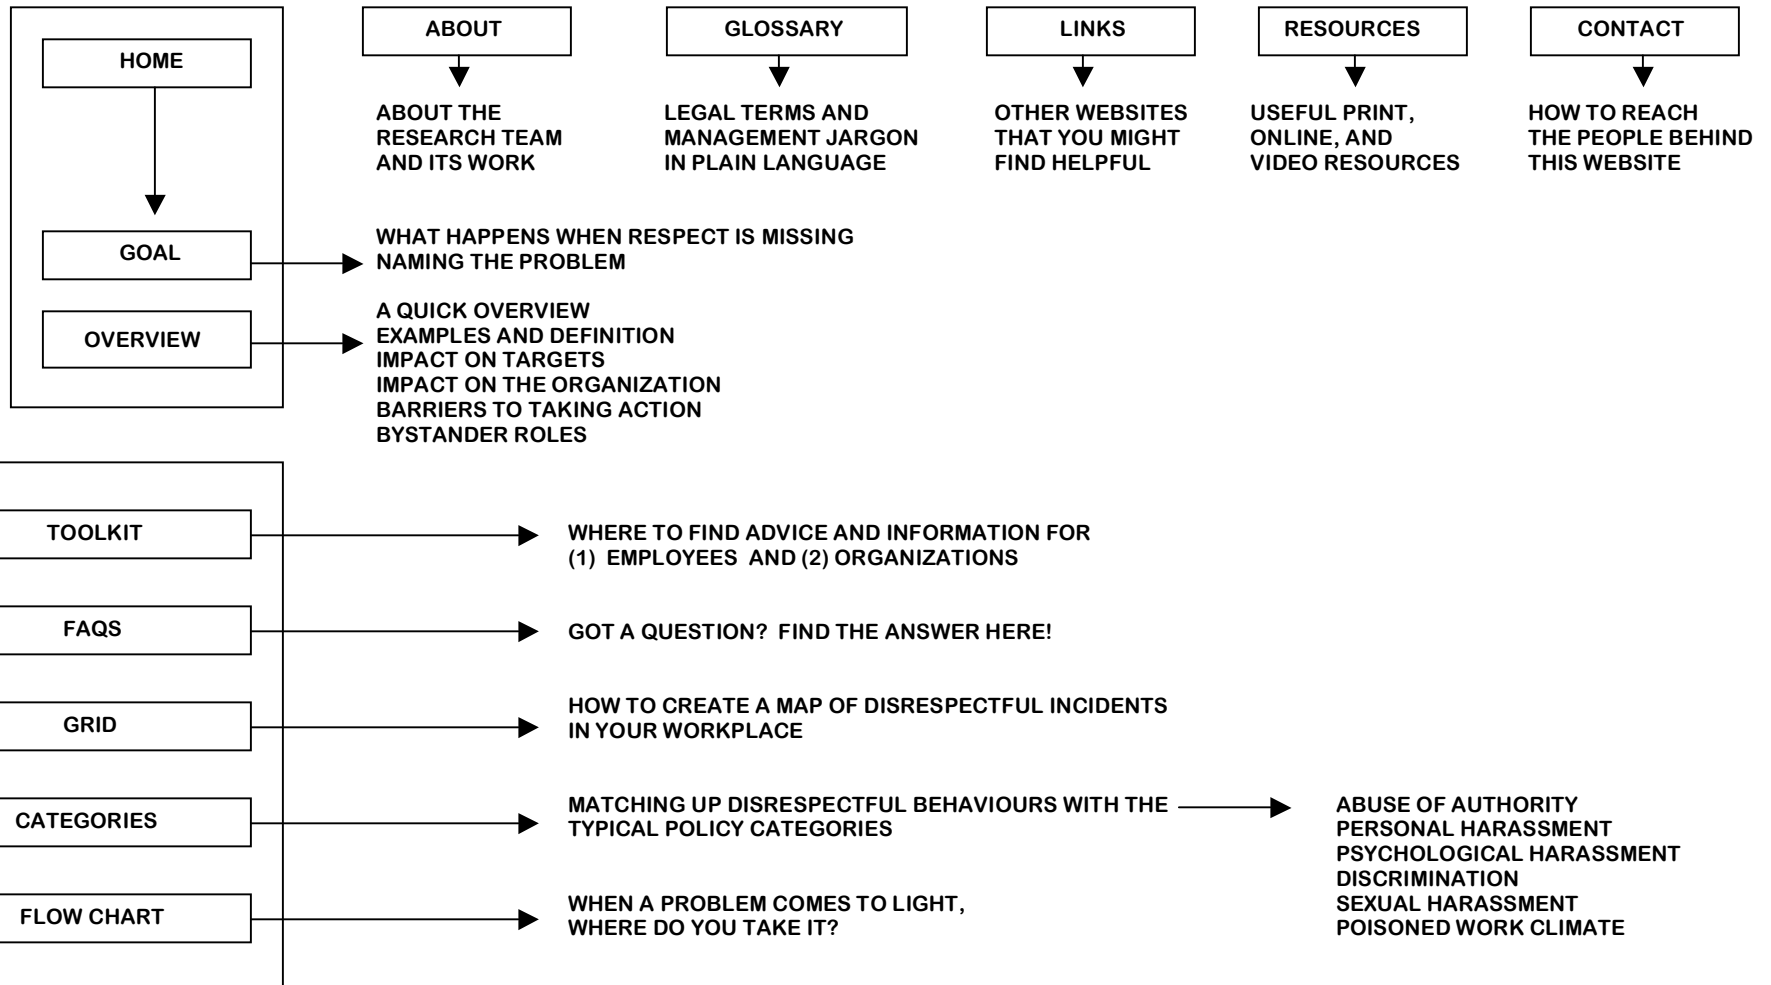 HOME
ABOUT
GLOSSARY
LINKS
RESOURCES
CONTACT
ABOUT THE
RESEARCH TEAM
AND ITS WORK
LEGAL TERMS AND
MANAGEMENT JARGON
IN PLAIN LANGUAGE
OTHER WEBSITES
THAT YOU MIGHT
FIND HELPFUL
USEFUL PRINT,
ONLINE, AND
VIDEO RESOURCES
HOW TO REACH
THE PEOPLE BEHIND
THIS WEBSITE
GOAL
WHAT HAPPENS WHEN RESPECT IS MISSING
NAMING THE PROBLEM
OVERVIEW
A QUICK OVERVIEW
EXAMPLES AND DEFINITION
IMPACT ON TARGETS
IMPACT ON THE ORGANIZATION
BARRIERS TO TAKING ACTION
BYSTANDER ROLES
TOOLKIT
WHERE TO FIND ADVICE AND INFORMATION FOR
(1) EMPLOYEES AND (2) ORGANIZATIONS
FAQS
GOT A QUESTION? FIND THE ANSWER HERE!
GRID
HOW TO CREATE A MAP OF DISRESPECTFUL INCIDENTS
IN YOUR WORKPLACE
CATEGORIES
MATCHING UP DISRESPECTFUL BEHAVIOURS WITH THE
TYPICAL POLICY CATEGORIES
ABUSE OF AUTHORITY
PERSONAL HARASSMENT
PSYCHOLOGICAL HARASSMENT
DISCRIMINATION
SEXUAL HARASSMENT
POISONED WORK CLIMATE
FLOW CHART
WHEN A PROBLEM COMES TO LIGHT,
WHERE DO YOU TAKE IT?